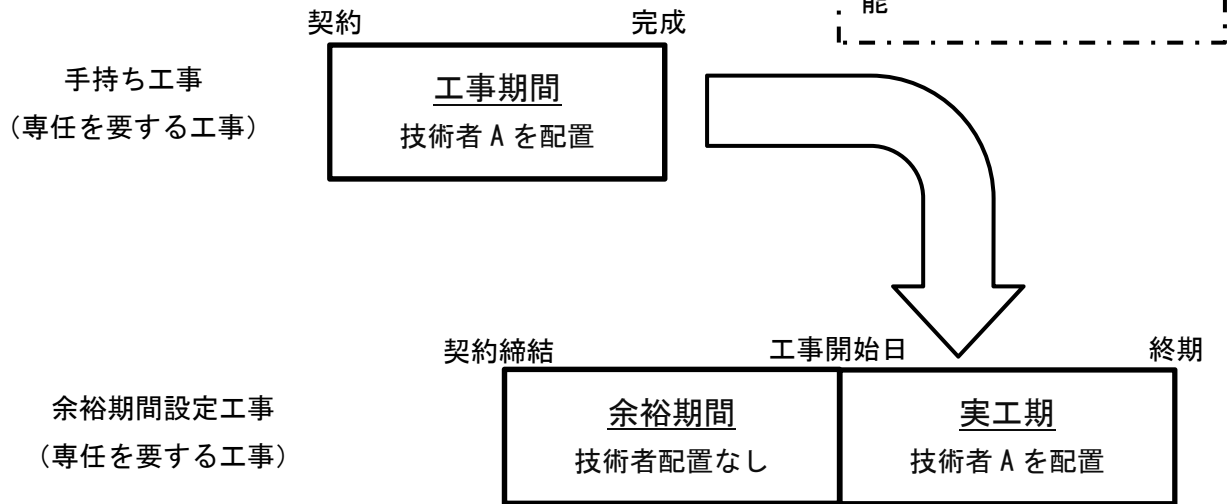 能
契約
完成
手持ち工事
（専任を要する工事）
工事期間
技術者 A を配置
契約締結
工事開始日
終期
余裕期間設定工事
（専任を要する工事）
余裕期間
技術者配置なし
実工期
技術者 A を配置